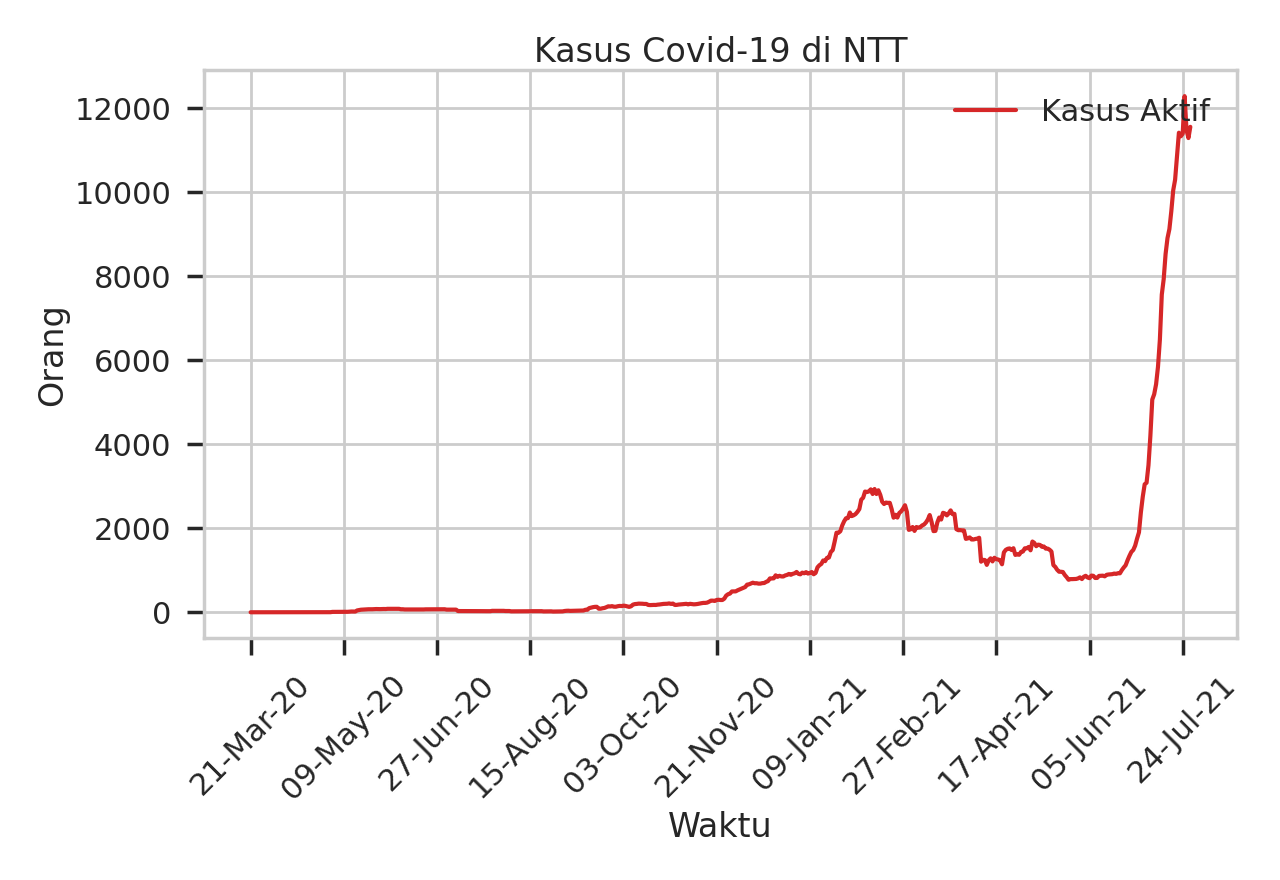 Kasus Covid-19 di NTT
Kasus Aktif
12000
10000
8000
6000
4000
2000
0
Orang
21-Mar-20
09-May-20
27-Jun-20
15-Aug-20
03-Oct-20
21-Nov-20
09-Jan-21
27-Feb-21
17-Apr-21
05-Jun-21
24-Jul-21
Waktu